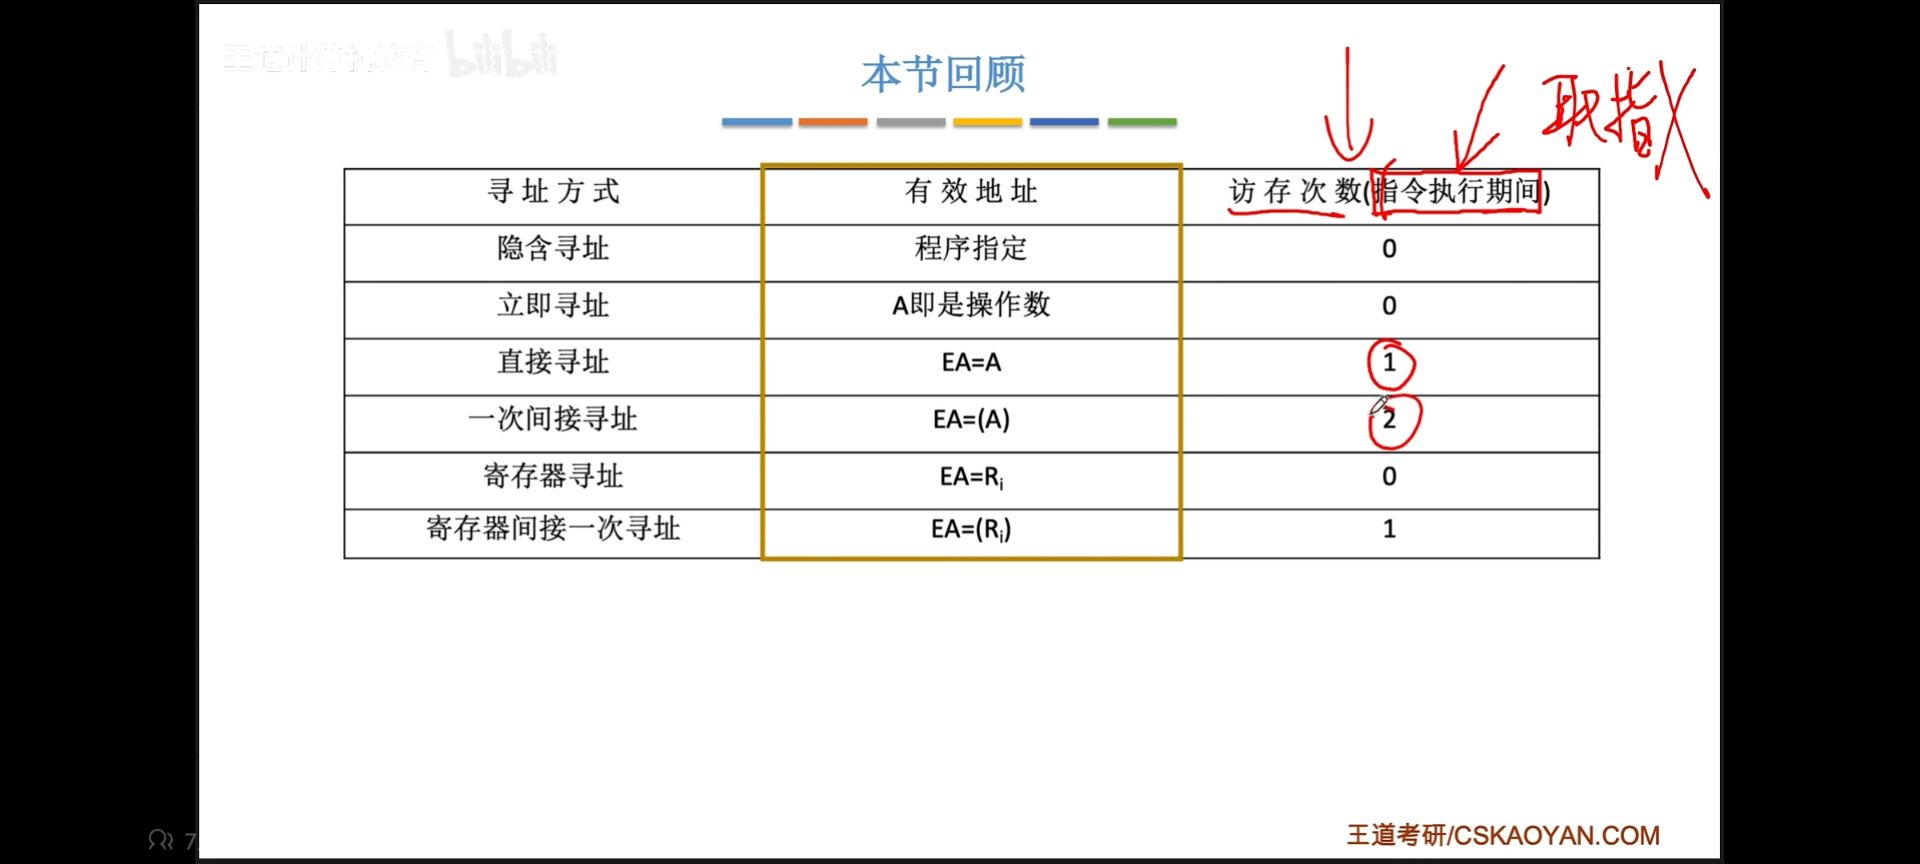 王道计算机教育 bilibili
本节回顾
取指
寻址方式 有效地址 访存次数(指令执行期间)
隐含寻址 程序指定 0
立即寻址 A即是操作数 0
直接寻址 EA=A 1
一次间接寻址 EA=(A) 2
寄存器寻址 EA=Rᵢ 0
寄存器间接一次寻址 EA=(Rᵢ) 1
王道考研/CSKAOYAN.COM